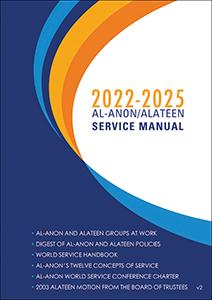 2022-2025
AL-ANON/ALATEEN
SERVICE MANUAL
• AL-ANON AND ALATEEN GROUPS AT WORK
• DIGEST OF AL-ANON AND ALATEEN POLICIES
• WORLD SERVICE HANDBOOK
• AL-ANON'S TWELVE CONCEPTS OF SERVICE
• AL-ANON WORLD SERVICE CONFERENCE CHARTER
• 2003 ALATEEN MOTION FROM THE BOARD OF TRUSTEES v2